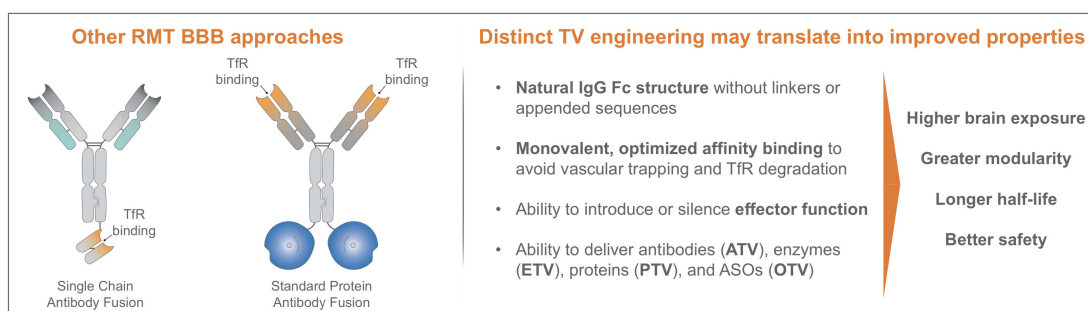 Other RMT BBB approaches
TfR
binding
TfR
binding
TfR
binding
Single Chain
Antibody Fusion
Standard Protein
Antibody Fusion
Distinct TV engineering may translate into improved properties
• Natural IgG Fc structure without linkers or
appended sequences
• Monovalent, optimized affinity binding to
avoid vascular trapping and TfR degradation
• Ability to introduce or silence effector function
• Ability to deliver antibodies (ATV), enzymes
(ETV), proteins (PTV), and ASOs (OTV)
Higher brain exposure
Greater modularity
Longer half-life
Better safety